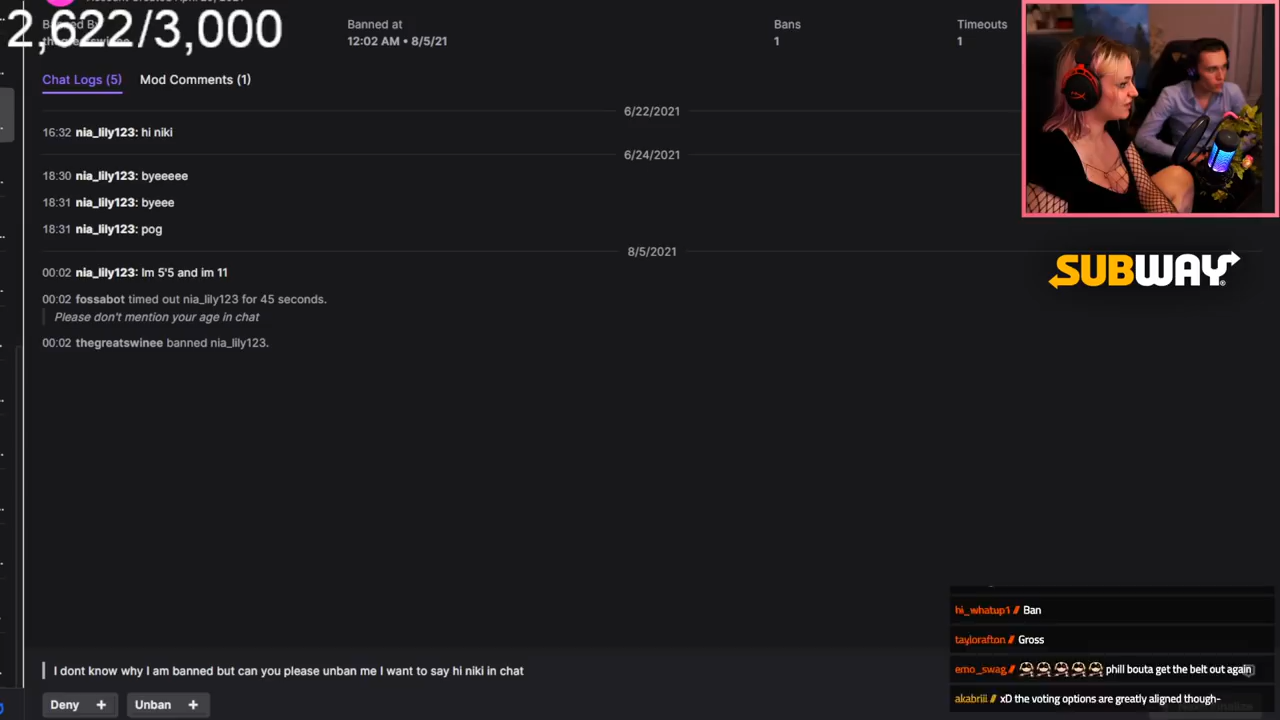 2,622/3,000
Banned at
Bans
Timeouts
12:02 AM • 8/5/21
1
1
Chat Logs (5)
Mod Comments (1)
6/22/2021
16:32 nia_lily123: hi niki
6/24/2021
18:30 nia_lily123: byeeeee
18:31 nia_lily123: byeee
18:31 nia_lily123: pog
8/5/2021
00:02 nia_lily123: Im 5'5 and im 11
00:02 fossabot timed out nia_lily123 for 45 seconds.
Please don't mention your age in chat
00:02 thegreatswinee banned nia_lily123.
SUBWAY
hi_whatup1 // Ban
taylorafton // Gross
emo_swag // phill bouta get the belt out again
akabriii // xD the voting options are greatly aligned though-
I dont know why I am banned but can you please unban me I want to say hi niki in chat
Deny +
Unban +